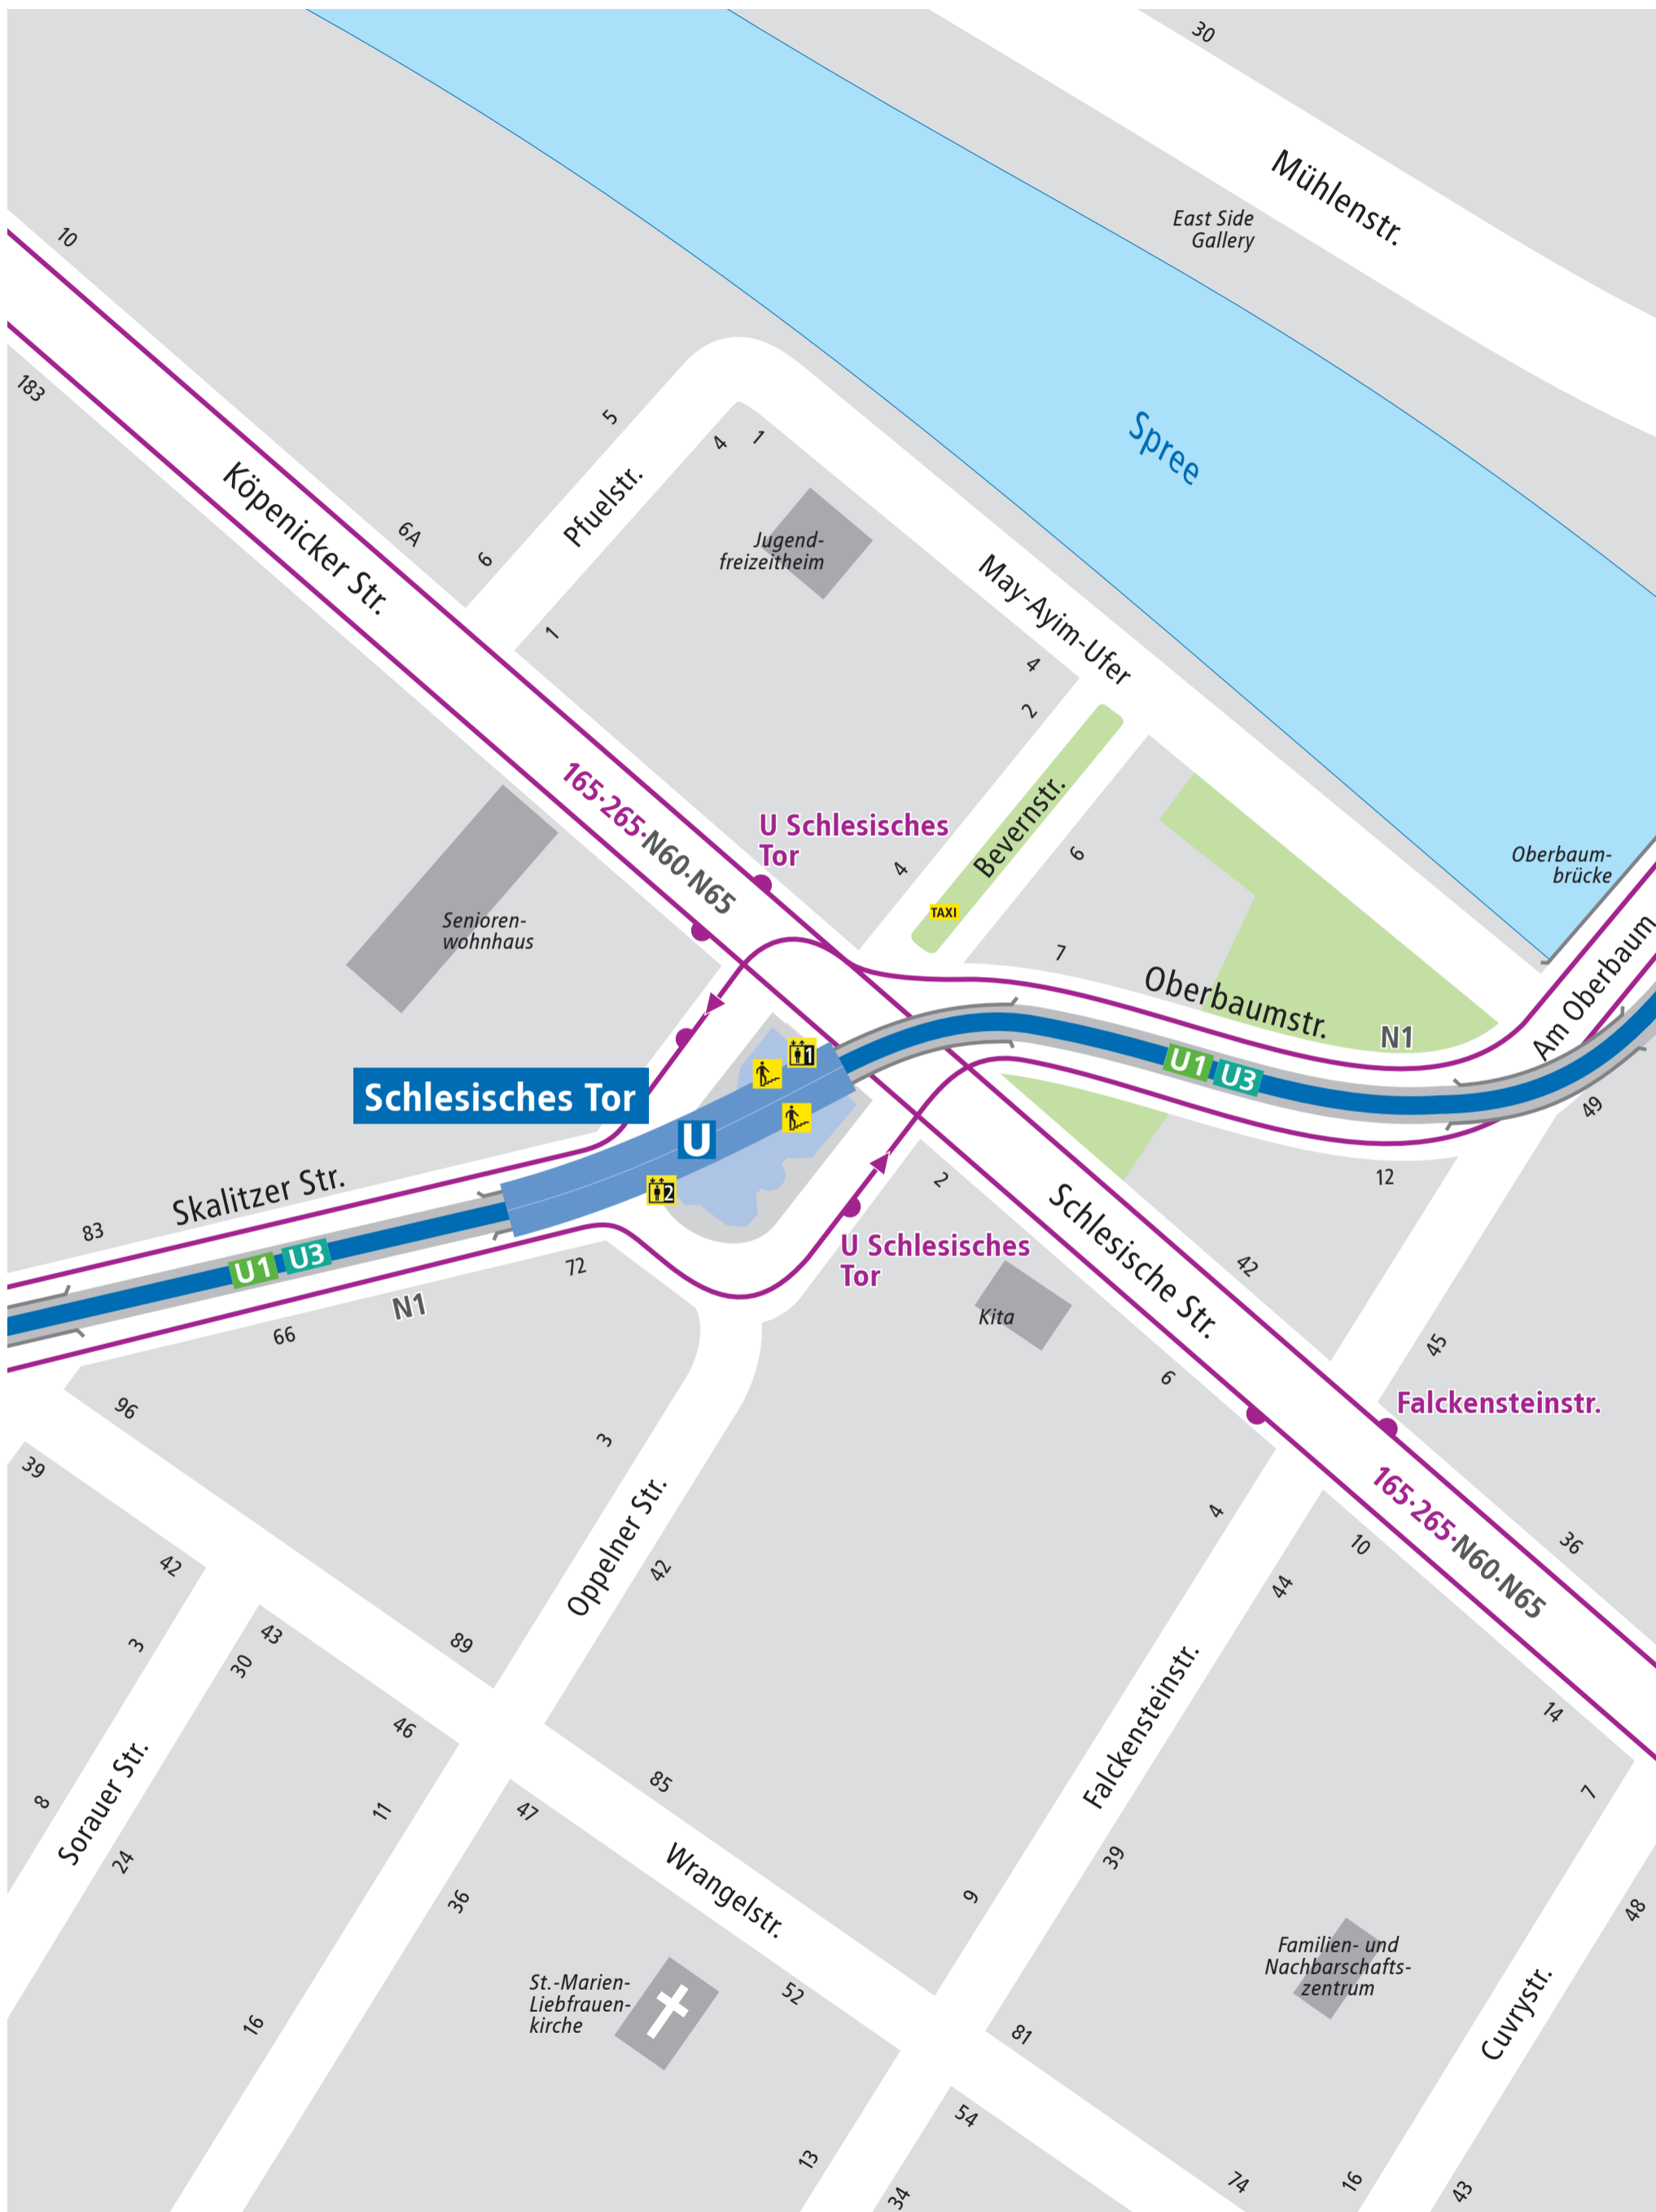 30
Mühlenstr.
East Side
Gallery
10
183
Spree
5
4
1
Pfuelstr.
Köpenicker Str.
6A
6
Jugend-
freizeitheim
1
May-Ayim-Ufer
4
2
165·265·N60·N65
U Schlesisches
Tor
Bevernstr.
4
6
TAXI
Oberbaum-
brücke
Senioren-
wohnhaus
7
Oberbaumstr.
N1
Am Oberbaum
1
U1 U3
Schlesisches Tor
U
49
2
12
2
Skalitzer Str.
83
U1 U3
72
N1
66
U Schlesisches
Tor
Schlesische Str.
42
Kita
6
45
Falckensteinstr.
96
39
3
165·265·N60·N65
36
4
10
42
Oppelner Str.
42
44
3
43
30
89
46
Falckensteinstr.
14
7
Sorauer Str.
8
24
11
47
85
Wrangelstr.
39
36
9
48
Familien- und
Nachbarschafts-
zentrum
St.-Marien-
Liebfrauen-
kirche
52
Cuvrystr.
16
81
54
13
34
74
16
43